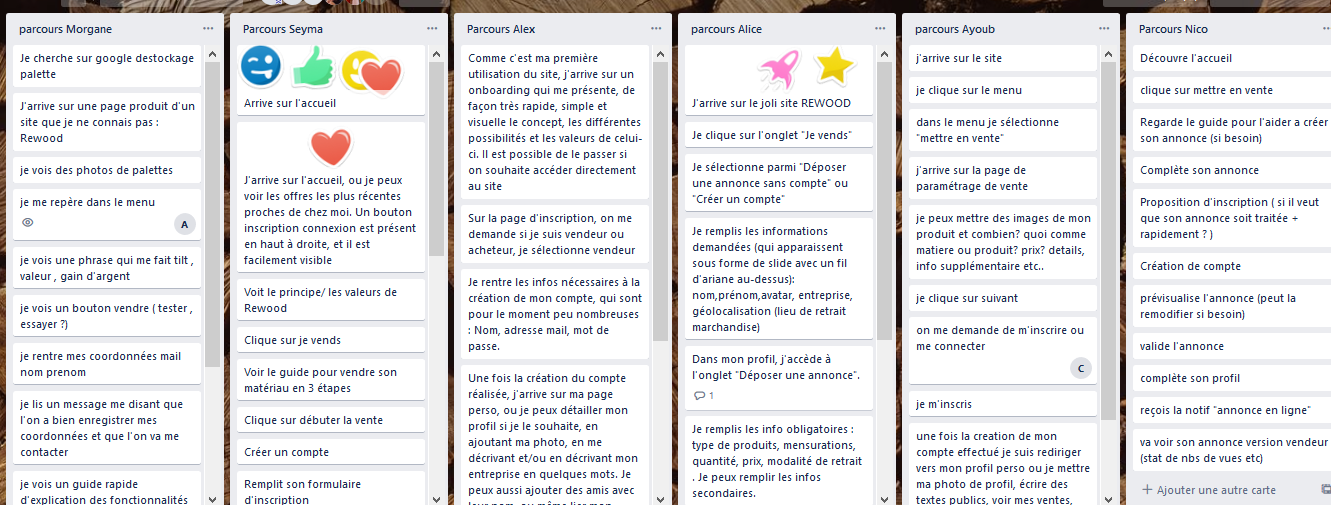 parcours Morgane
Je cherche sur google destockage
palette
J'arrive sur une page produit d'un
site que je ne connais pas :
Rewood
je vois des photos de palettes
je me repère dans le menu
A
je vois une phrase qui me fait tilt ,
valeur , gain d'argent
je vois un bouton vendre ( tester ,
essayer ?)
je rentre mes coordonnées mail
nom prenom
je lis un message me disant que
l'on a bien enregistrer mes
coordonnées et que l'on va me
contacter
je vois un guide rapide
d'explication des fonctionnalités
Parcours Seyma
Arrive sur l'accueil
J'arrive sur l'accueil, ou je peux
voir les offres les plus récentes
proches de chez moi. Un bouton
inscription connexion est présent
en haut à droite, et il est
facilement visible
Voit le principe/ les valeurs de
Rewood
Clique sur je vends
Voir le guide pour vendre son
matériau en 3 étapes
Clique sur débuter la vente
Créer un compte
Remplit son formulaire
d'inscription
Parcours Alex
Comme c'est ma première
utilisation du site, j'arrive sur un
onboarding qui me présente, de
façon très rapide, simple et
visuelle le concept, les différentes
possibilités et les valeurs de celui-
ci. Il est possible de le passer si
on souhaite accéder directement
au site
Sur la page d'inscription, on me
demande si je suis vendeur ou
acheteur, je sélectionne vendeur
Je rentre les infos nécessaires à la
création de mon compte, qui sont
pour le moment peu nombreuses
: Nom, adresse mail, mot de
passe.
Une fois la création du compte
réalisée, j'arrive sur ma page
perso, ou je peux détailler mon
profil si je le souhaite, en
ajoutant ma photo, en me
décrivant et/ou en décrivant mon
entreprise en quelques mots. Je
peux aussi ajouter des amis avec
parcours Alice
J'arrive sur le joli site REWOOD
Je clique sur l'onglet "Je vends"
Je sélectionne parmi "Déposer
une annonce sans compte" ou
"Créer un compte"
Je remplis les informations
demandées (qui apparaissent
sous forme de slide avec un fil
d'ariane au-dessus):
nom,prénom,avatar, entreprise,
géolocalisation (lieu de retrait
marchandise)
Dans mon profil, j'accède à
l'onglet "Déposer une annonce".
1
Je remplis les info obligatoires :
type de produits, mensurations,
quantité, prix, modalité de retrait
. Je peux remplir les infos
secondaires.
parcours Ayoub
j'arrive sur le site
je clique sur le menu
dans le menu je sélectionne
"mettre en vente"
j'arrive sur la page de
paramétrage de vente
je peux mettre des images de mon
produit et combien? quoi comme
matiere ou produit? prix? details,
info supplémentaire etc..
je clique sur suivant
on me demande de m'inscrire ou
me connecter
C
je m'inscris
une fois la creation de mon
compte effectué je suis rediriger
vers mon profil perso ou je mettre
ma photo de profil, écrire des
textes publics, voir mes ventes,
Parcours Nico
Découvre l'accueil
clique sur mettre en vente
Regarde le guide pour l'aider a créer
son annonce (si besoin)
Complète son annonce
Proposition d'inscription ( si il veut
que son annonce soit traitée +
rapidement ? )
Création de compte
prévisualise l'annonce (peut la
remodifier si besoin)
valide l'annonce
complète son profil
reçois la notif "annonce en ligne"
va voir son annonce version vendeur
(stat de nbs de vues etc)
+ Ajouter une autre carte